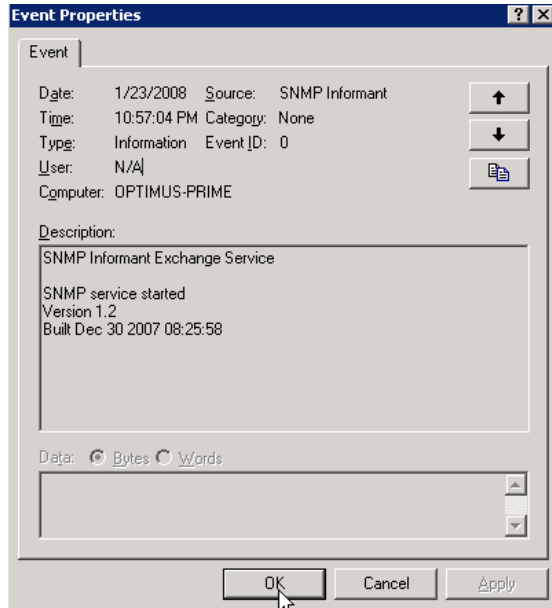 Event Properties
Event
Date: 1/23/2008 Source: SNMP Informant
Time: 10:57:04 PM Category: None
Type: Information Event ID: 0
User: N/A
Computer: OPTIMUS-PRIME
Description:
SNMP Informant Exchange Service
SNMP service started
Version 1.2
Built Dec 30 2007 08:25:58
Data: Bytes Words
OK Cancel Apply